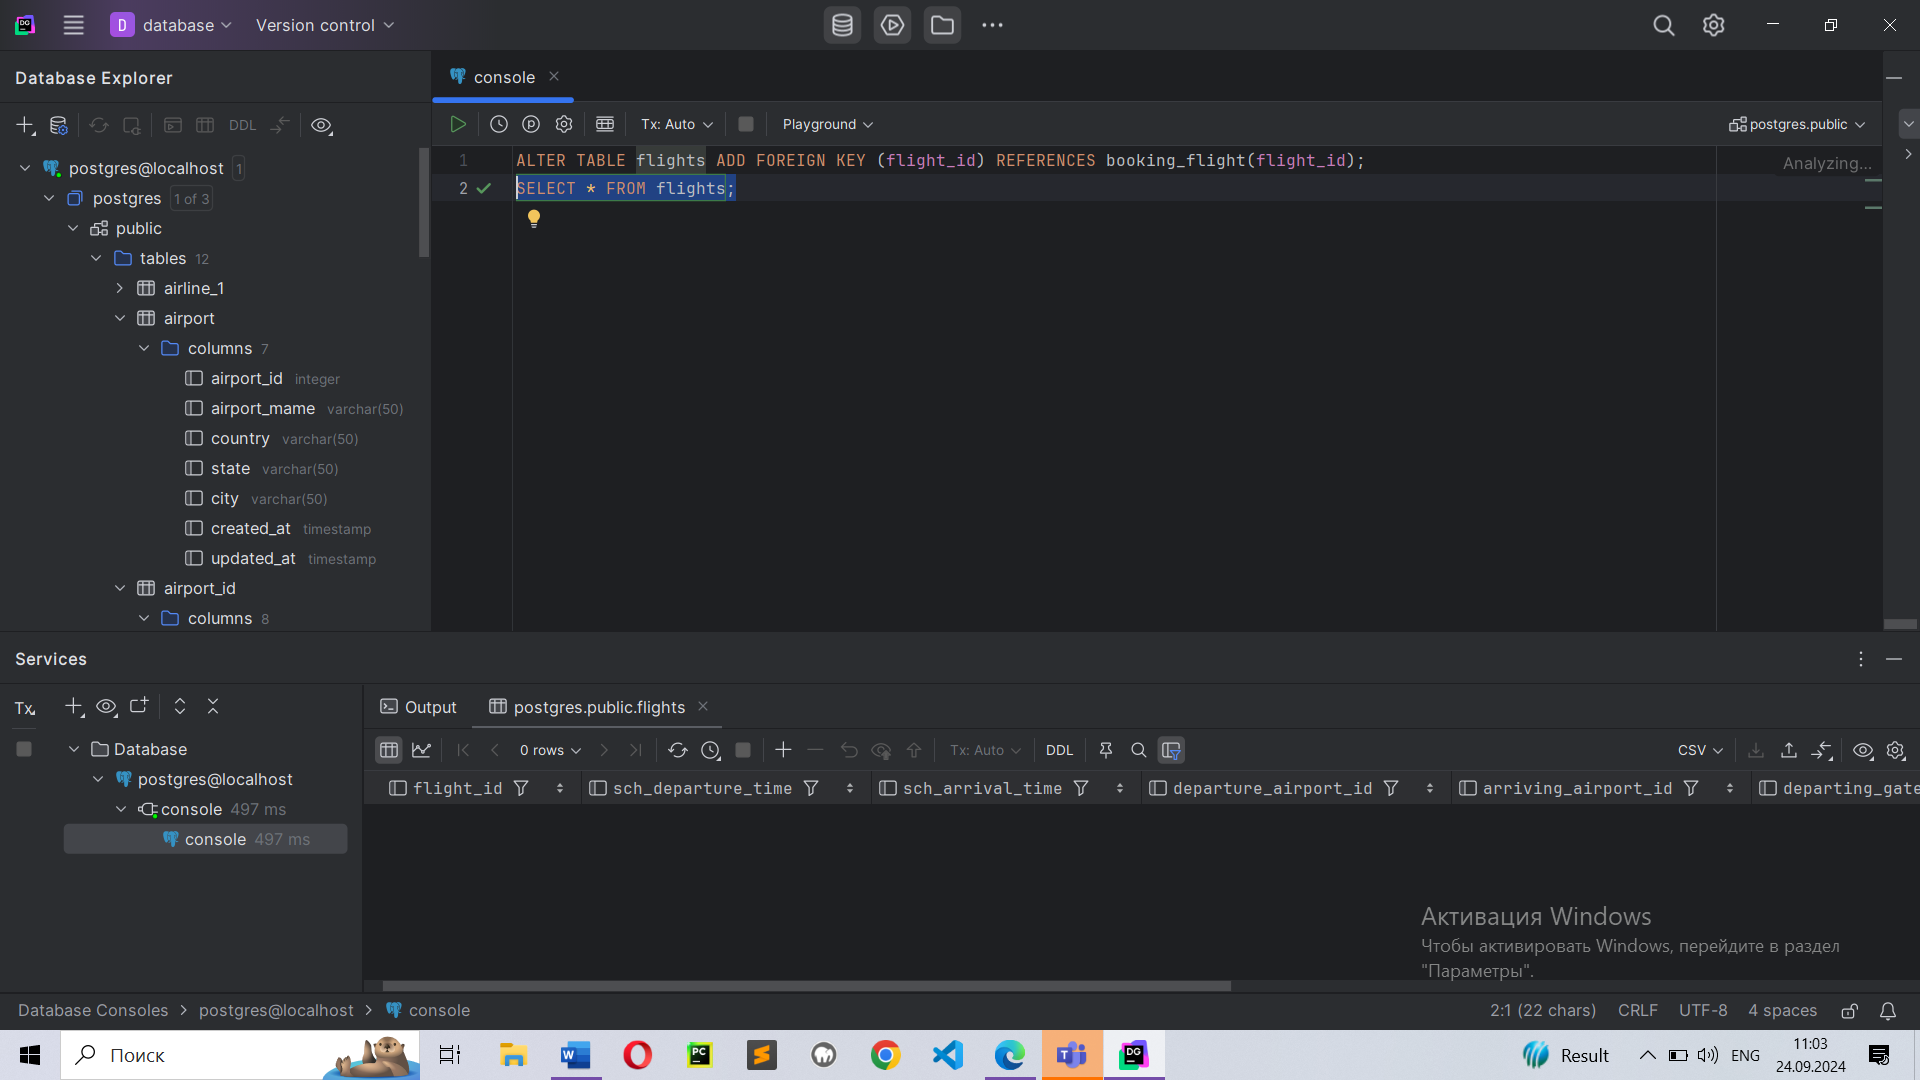 D database Version control
Database Explorer
console
DDL
Tx: Auto Playground postgres.public
postgres@localhost 1
postgres 1 of 3
public
tables 12
airline_1
airport
columns 7
airport_id integer
airport_mame varchar(50)
country varchar(50)
state varchar(50)
city varchar(50)
created_at timestamp
updated_at timestamp
airport_id
columns 8
1 ALTER TABLE flights ADD FOREIGN KEY (flight_id) REFERENCES booking_flight(flight_id);
Analyzing...
2 SELECT * FROM flights;
Services
Tx
Database
postgres@localhost
console 497 ms
console 497 ms
Output postgres.public.flights
0 rows Tx: Auto DDL CSV
flight_id sch_departure_time sch_arrival_time departure_airport_id arriving_airport_id departing_gate
Активация Windows
Чтобы активировать Windows, перейдите в раздел
"Параметры".
Database Consoles > postgres@localhost > console
2:1 (22 chars) CRLF UTF-8 4 spaces
Поиск
Result ENG
11:03
24.09.2024